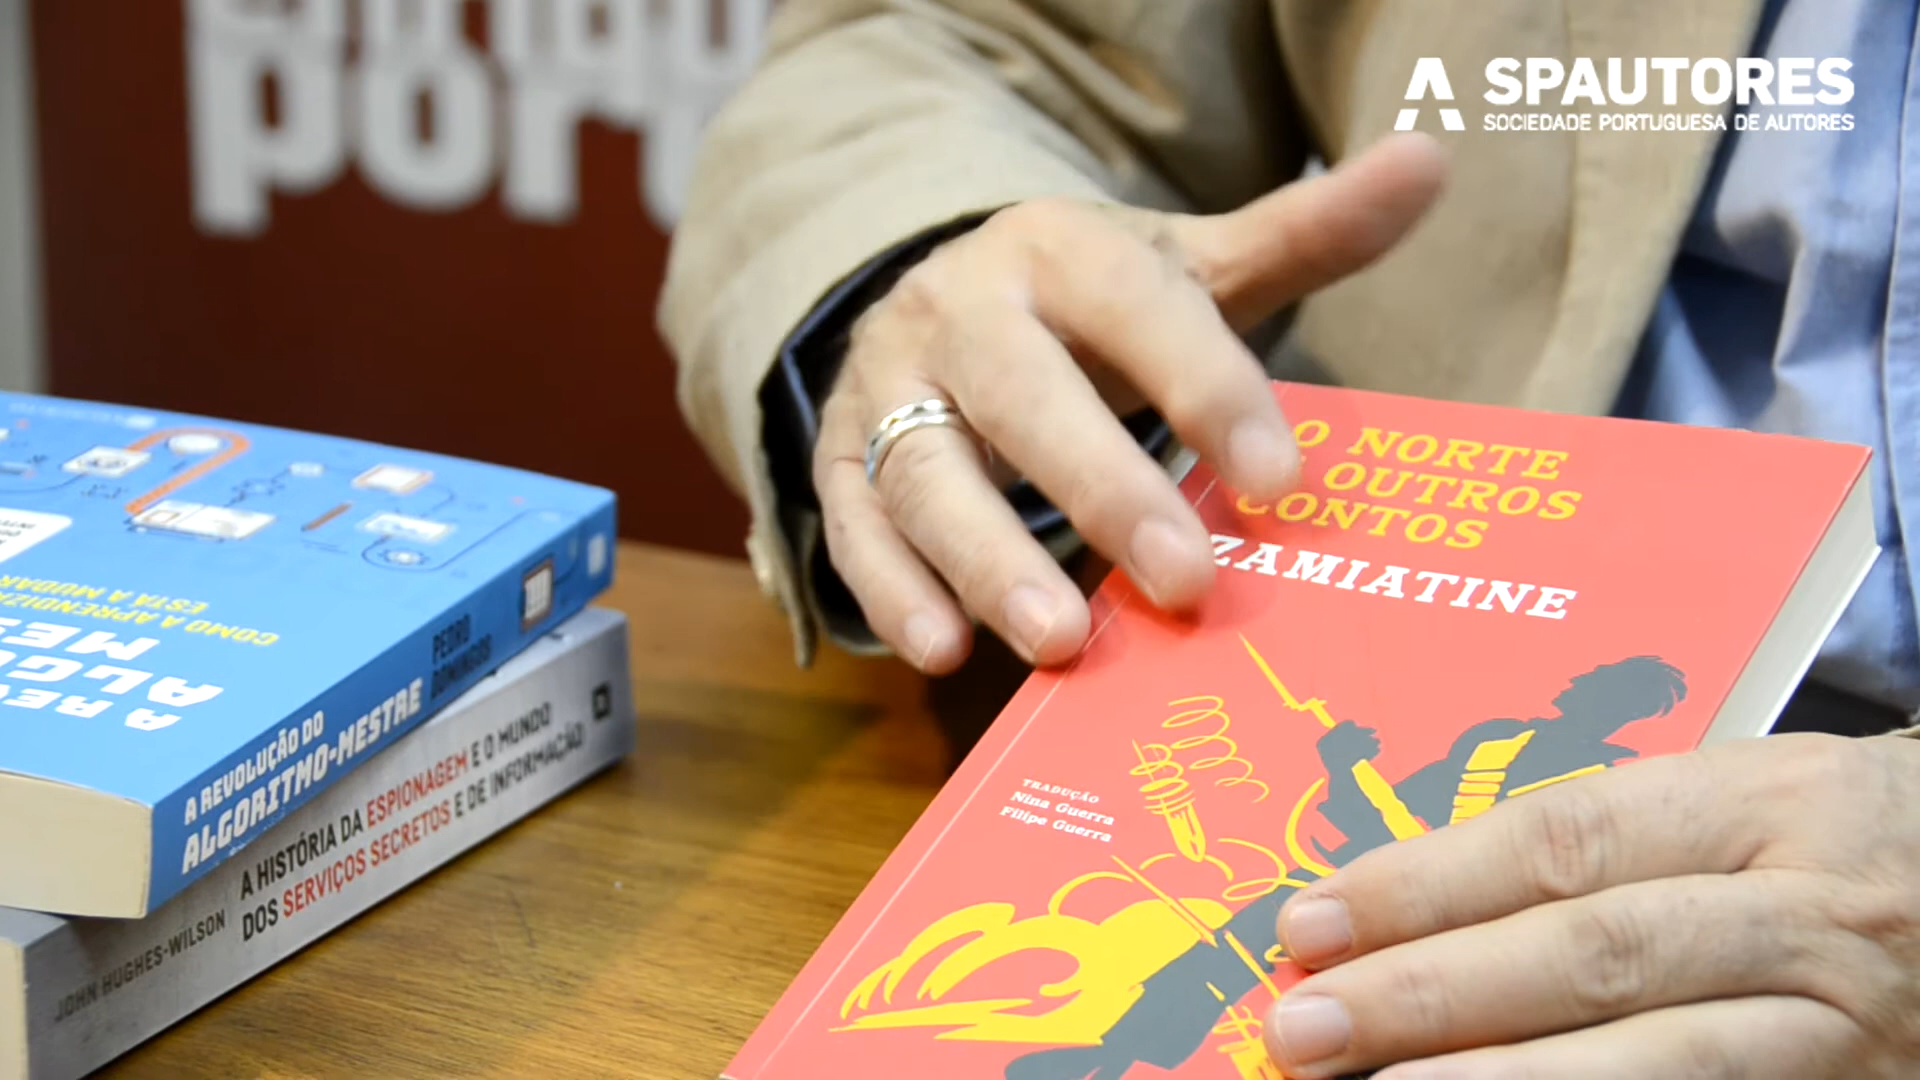 SPAUTORES
SOCIEDADE PORTUGUESA DE AUTORES
O NORTE
OUTROS
CONTOS
ZAMIATINE
TRADUÇÃO
Nina Guerra
Filipe Guerra
COMO A
ESTÁ A MUDAR
A REVOLUÇÃO DO
ALGORITMO-MESTRE
PEDRO
DOMINGOS
JOHN HUGHES-WILSON
A HISTÓRIA DA ESPIONAGEM E O MUNDO
DOS SERVIÇOS SECRETOS E DE INFORMAÇÃO